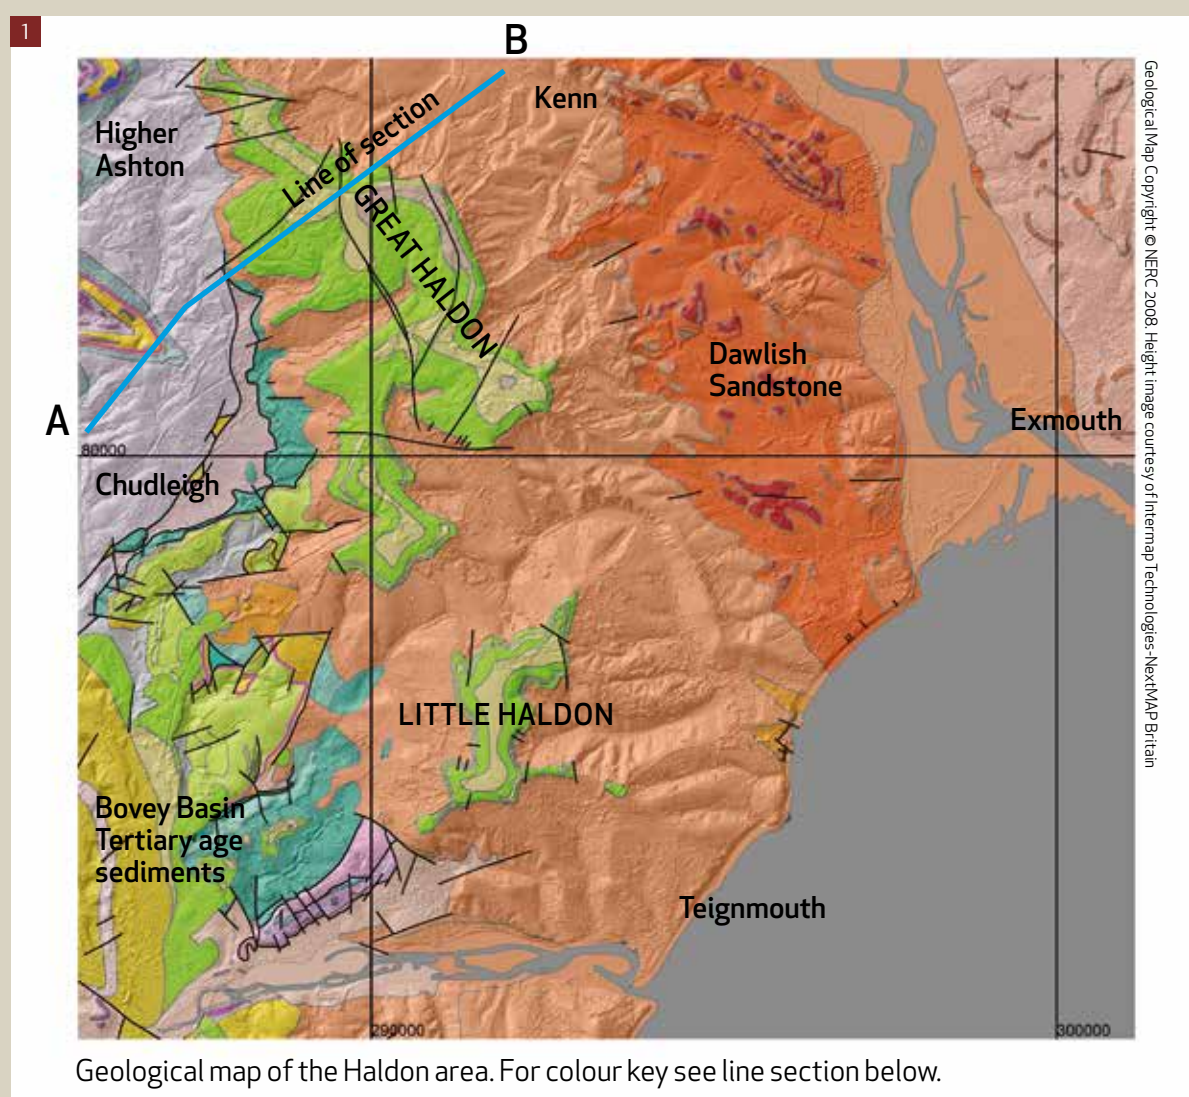 1
B
Kenn
Higher
Ashton
Line of section
GREAT HALDON
Dawlish
Sandstone
A
Exmouth
80000
Chudleigh
LITTLE HALDON
Bovey Basin
Tertiary age
sediments
Teignmouth
290000
300000
Geological Map Copyright © NERC 2008. Height image courtesy of Intermap Technologies-NextMAP Britain
Geological map of the Haldon area. For colour key see line section below.